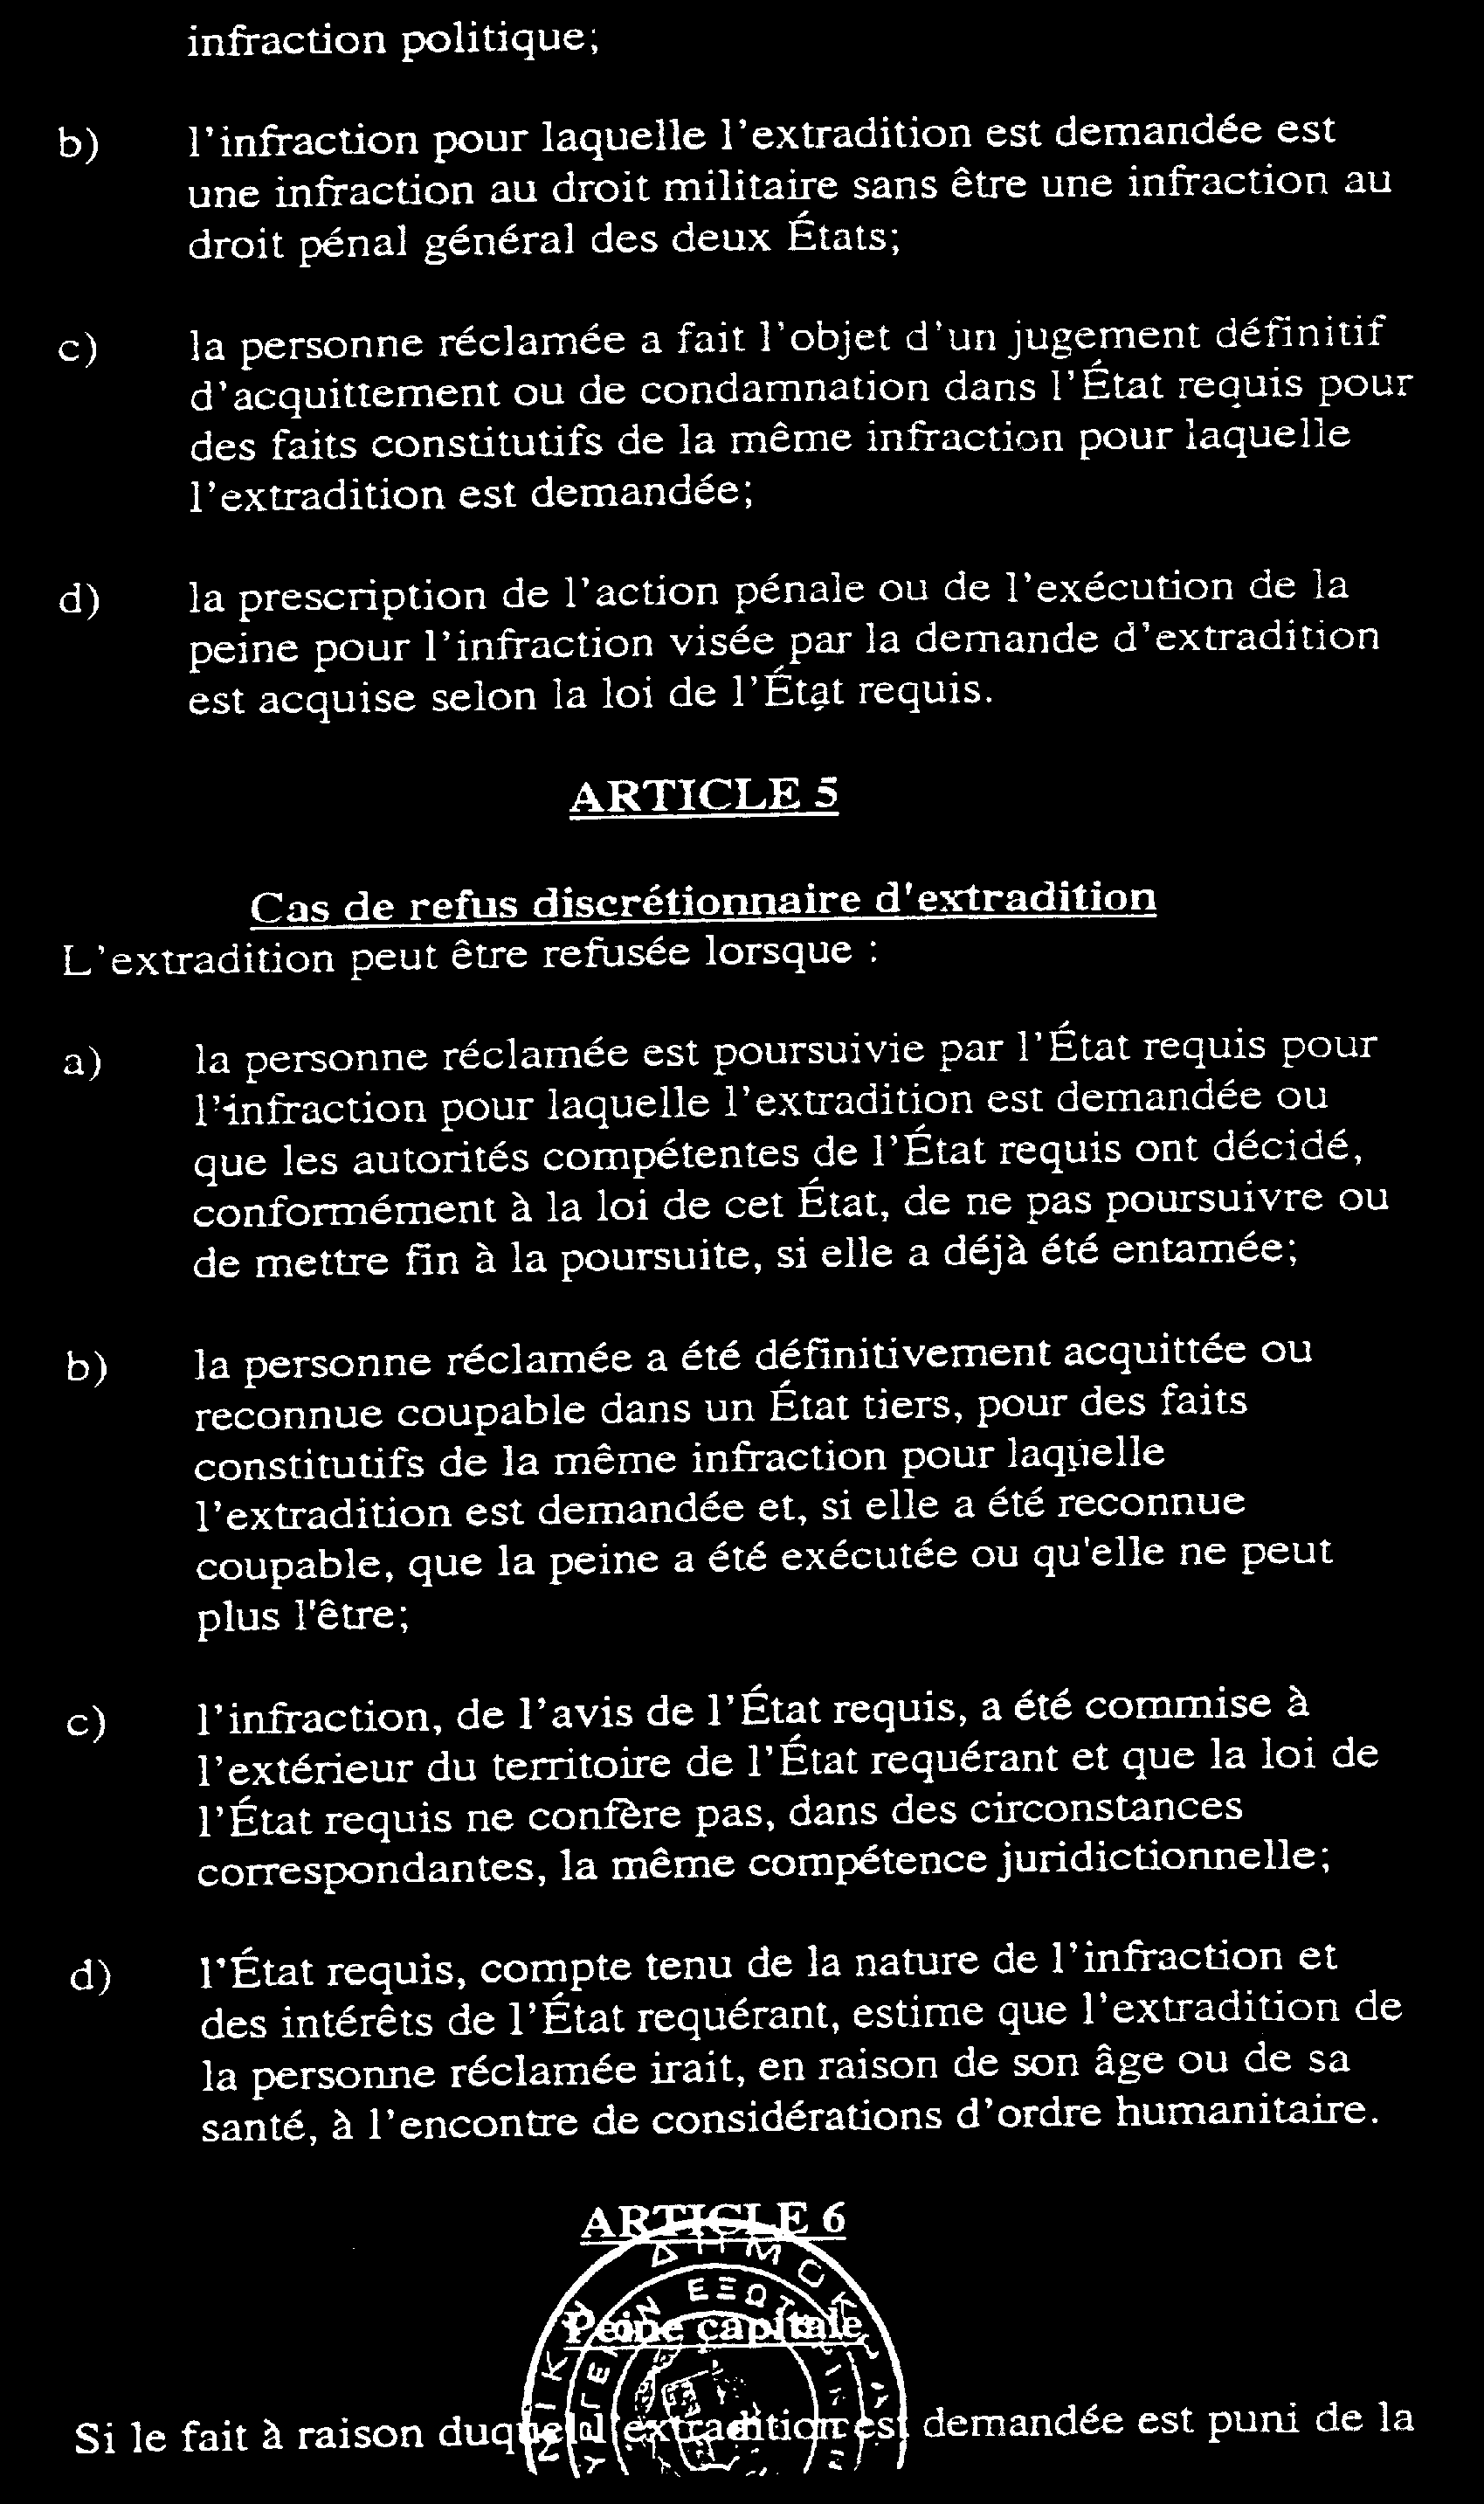 infraction politique;
b) l'infraction pour laquelle l'extradition est demandée est
une infraction au droit militaire sans être une infraction au
droit pénal général des deux États;
c) la personne réclamée a fait l'objet d'un jugement définitif
d'acquittement ou de condamnation dans l'État requis pour
des faits constitutifs de la même infraction pour laquelle
l'extradition est demandée;
d) la prescription de l'action pénale ou de l'exécution de la
peine pour l'infraction visée par la demande d'extradition
est acquise selon la loi de l'État requis.
ARTICLE 5
Cas de refus discrétionnaire d'extradition
L'extradition peut être refusée lorsque :
a) la personne réclamée est poursuivie par l'État requis pour
l'infraction pour laquelle l'extradition est demandée ou
que les autorités compétentes de l'État requis ont décidé,
conformément à la loi de cet État, de ne pas poursuivre ou
de mettre fin à la poursuite, si elle a déjà été entamée;
b) la personne réclamée a été définitivement acquittée ou
reconnue coupable dans un État tiers, pour des faits
constitutifs de la même infraction pour laquelle
l'extradition est demandée et, si elle a été reconnue
coupable, que la peine a été exécutée ou qu'elle ne peut
plus l'être;
c) l'infraction, de l'avis de l'État requis, a été commise à
l'extérieur du territoire de l'État requérant et que la loi de
l'État requis ne confère pas, dans des circonstances
correspondantes, la même compétence juridictionnelle;
d) l'État requis, compte tenu de la nature de l'infraction et
des intérêts de l'État requérant, estime que l'extradition de
la personne réclamée irait, en raison de son âge ou de sa
santé, à l'encontre de considérations d'ordre humanitaire.
ARTICLE 6
Peine capitale
Si le fait à raison duquel l'extradition est demandée est puni de la